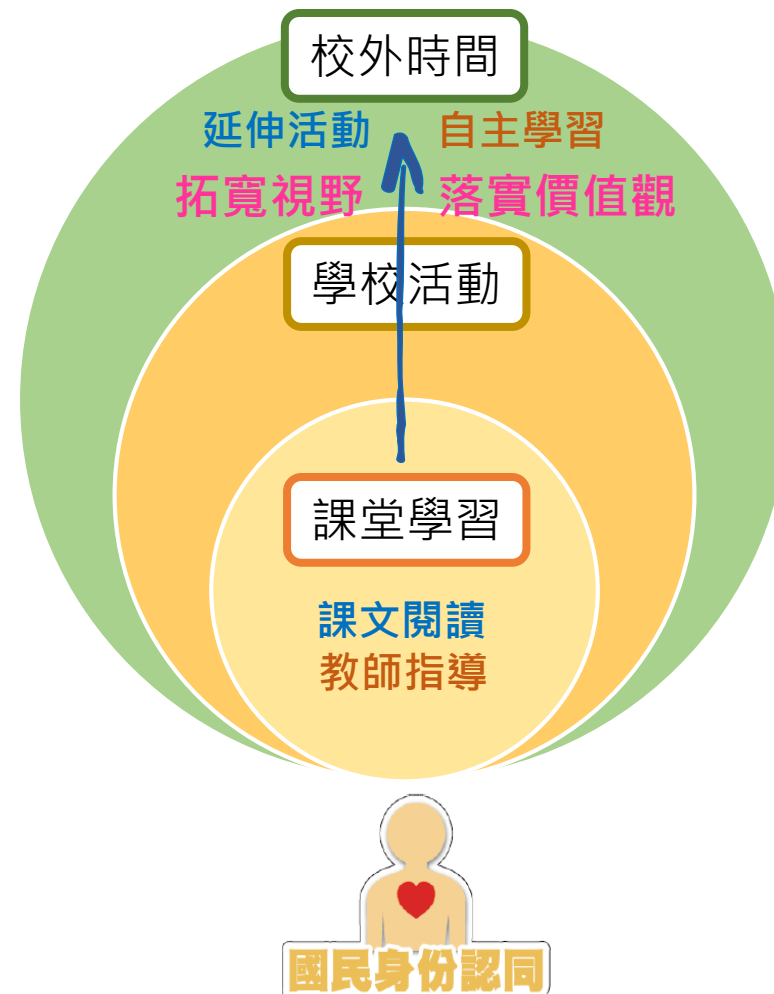 校外時間
延伸活動 自主學習
拓寬視野 落實價值觀
學校活動
課堂學習
課文閱讀
教師指導
國民身份認同